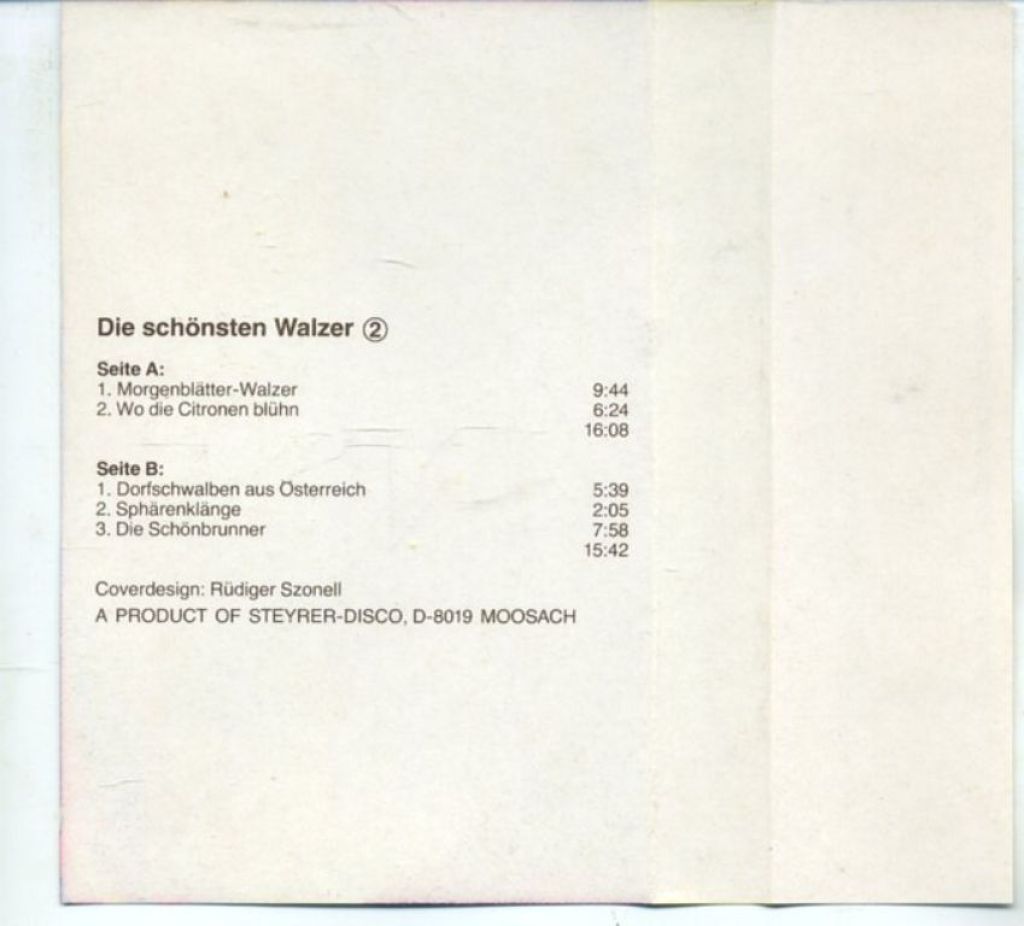 Die schönsten Walzer ②
Seite A:
1. Morgenblätter-Walzer 9:44
2. Wo die Citronen blühn 6:24
16:08
Seite B:
1. Dorfschwalben aus Österreich 5:39
2. Sphärenklänge 2:05
3. Die Schönbrunner 7:58
15:42
Coverdesign: Rüdiger Szonell
A PRODUCT OF STEYRER-DISCO, D-8019 MOOSACH